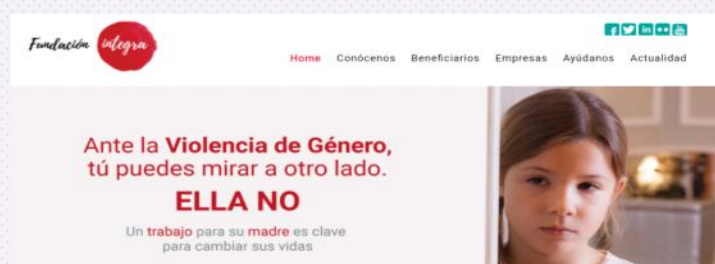 Fundación integra
Home Conócenos Beneficiarios Empresas Ayúdanos Actualidad
Ante la Violencia de Género,
tú puedes mirar a otro lado.
ELLA NO
Un trabajo para su madre es clave
para cambiar sus vidas